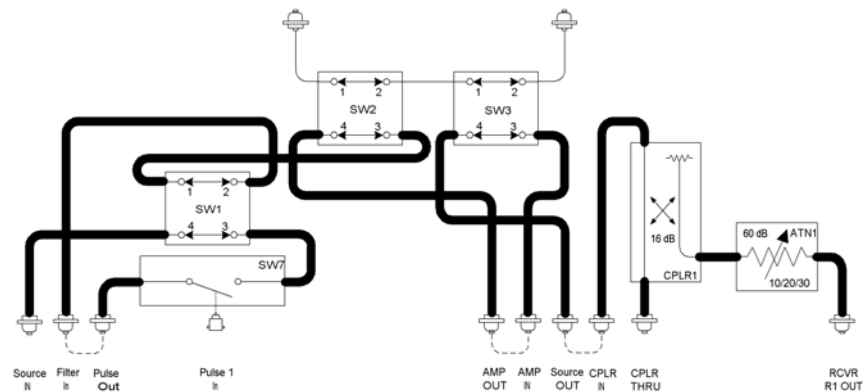 1 2
SW2
4 3
1 2
SW3
4 3
1 2
SW1
4 3
SW7
16 dB
CPLR1
60 dB ATN1
10/20/30
Source IN
Filter In
Pulse Out
Pulse 1 In
AMP OUT
AMP IN
Source OUT
CPLR IN
CPLR THRU
RCVR R1 OUT